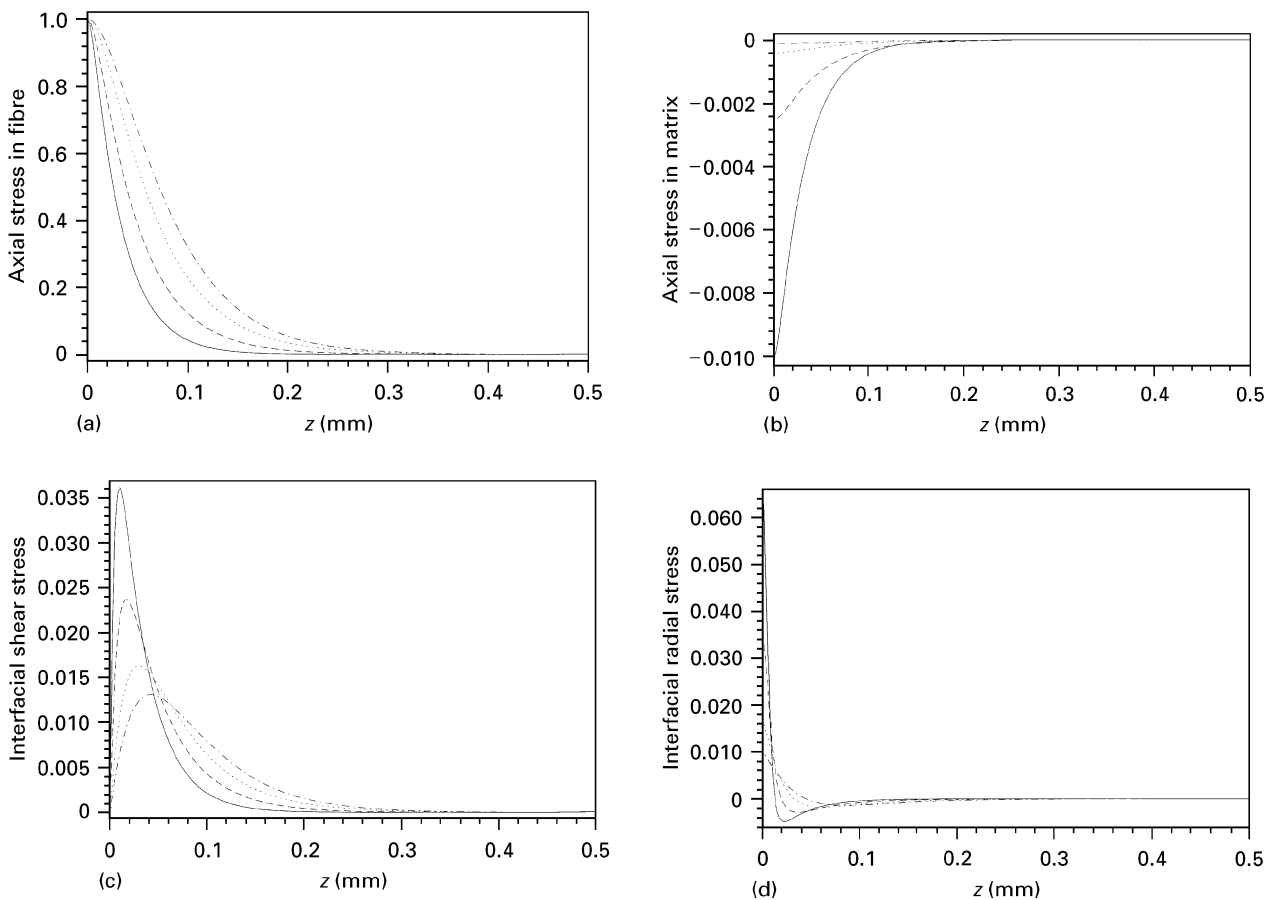 Axial stress in fibre
1.0
0.8
0.6
0.4
0.2
0
0 0.1 0.2 0.3 0.4 0.5
(a) z (mm)
Axial stress in matrix
0
−0.002
−0.004
−0.006
−0.008
−0.010
0 0.1 0.2 0.3 0.4 0.5
(b) z (mm)
Interfacial shear stress
0.035
0.030
0.025
0.020
0.015
0.010
0.005
0
0 0.1 0.2 0.3 0.4 0.5
(c) z (mm)
Interfacial radial stress
0.060
0.050
0.040
0.030
0.020
0.010
0
0 0.1 0.2 0.3 0.4 0.5
(d) z (mm)